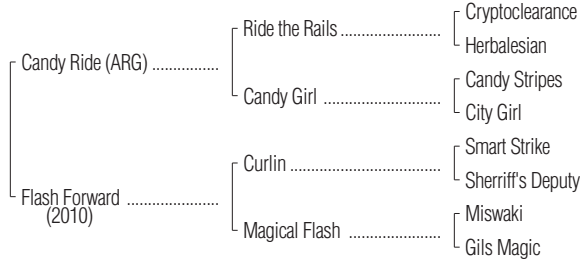 Cryptoclearance
Ride the Rails ......................
Herbalesian
Candy Ride (ARG) ...............
Candy Stripes
Candy Girl ..........................
City Girl
Smart Strike
Curlin ..................................
Sherriff's Deputy
Flash Forward ....................
(2010)
Miswaki
Magical Flash ....................
Gils Magic